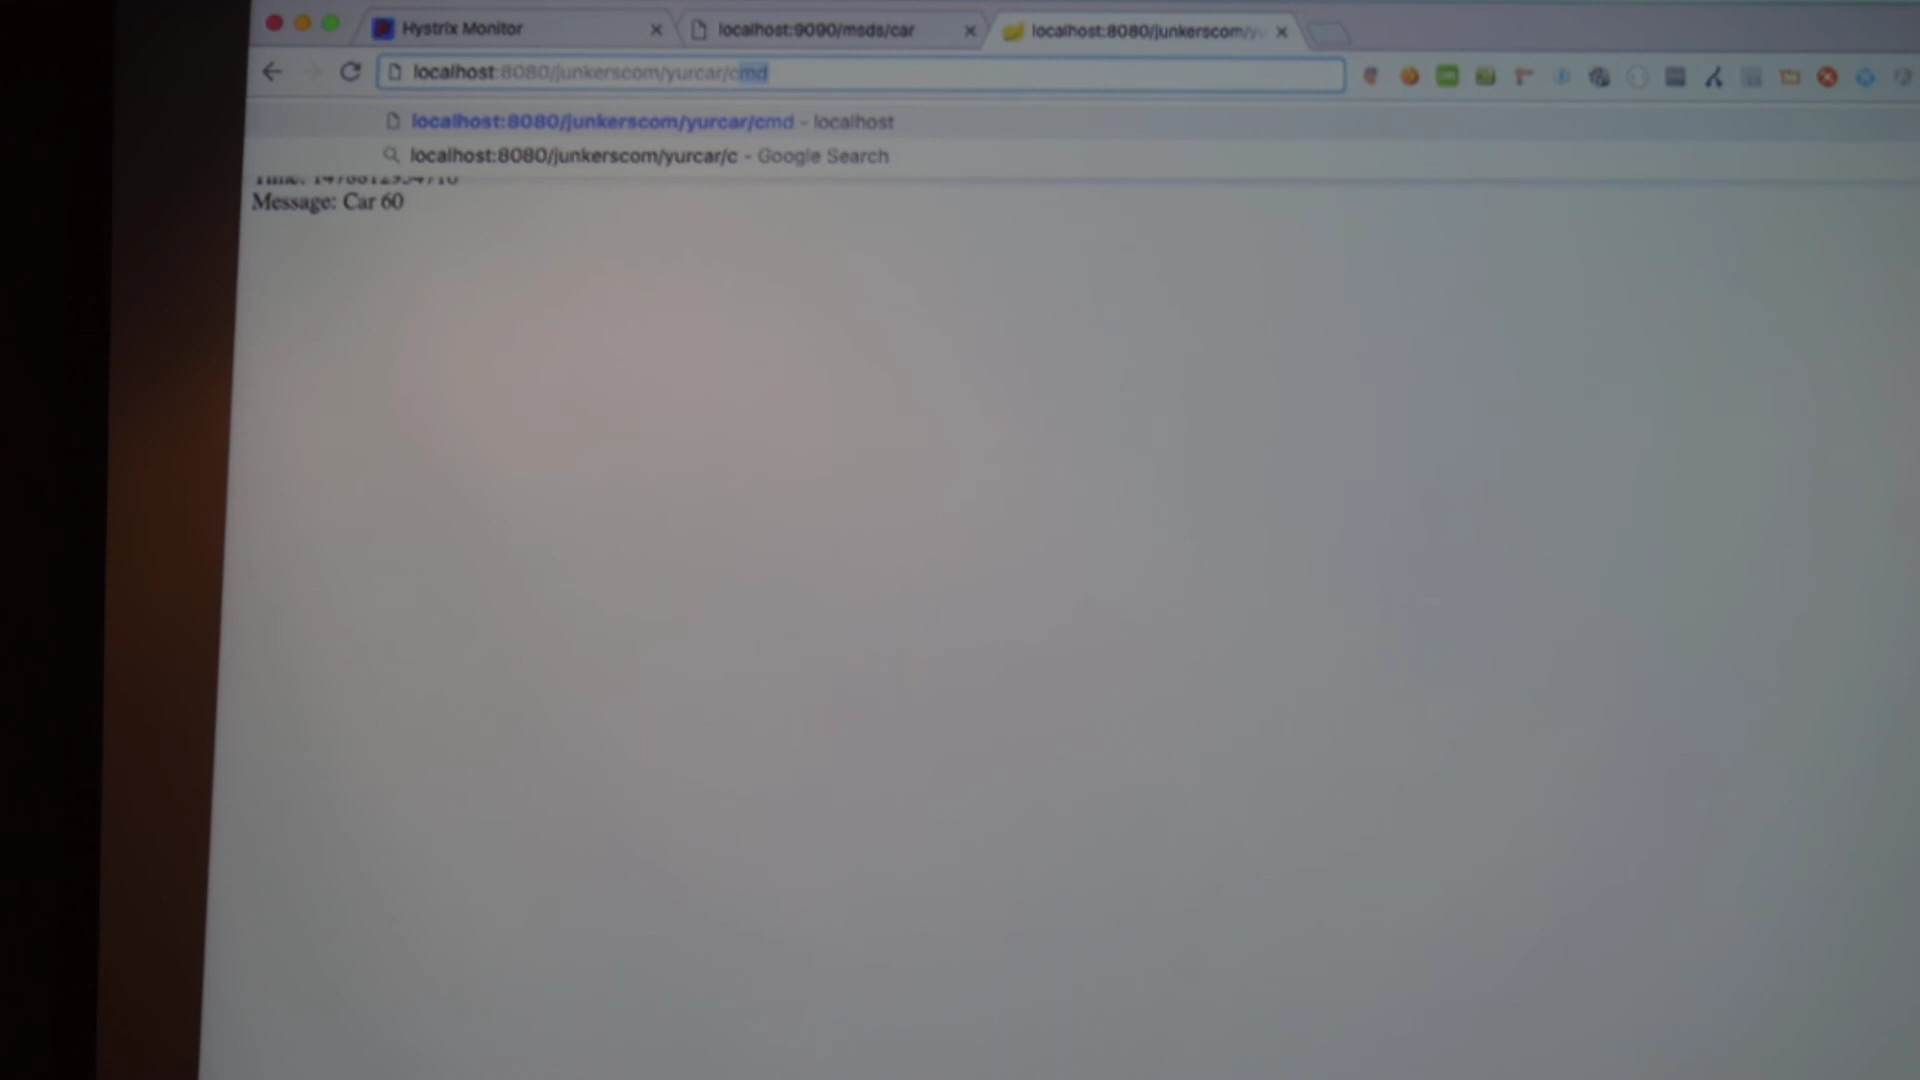 Hystrix Monitor
localhost:9090/msds/car
localhost:8080/junkerscom/yu
localhost:8080/junkerscom/yurcar/cmd
localhost:8080/junkerscom/yurcar/cmd - localhost
localhost:8080/junkerscom/yurcar/c - Google Search
Message: Car 60